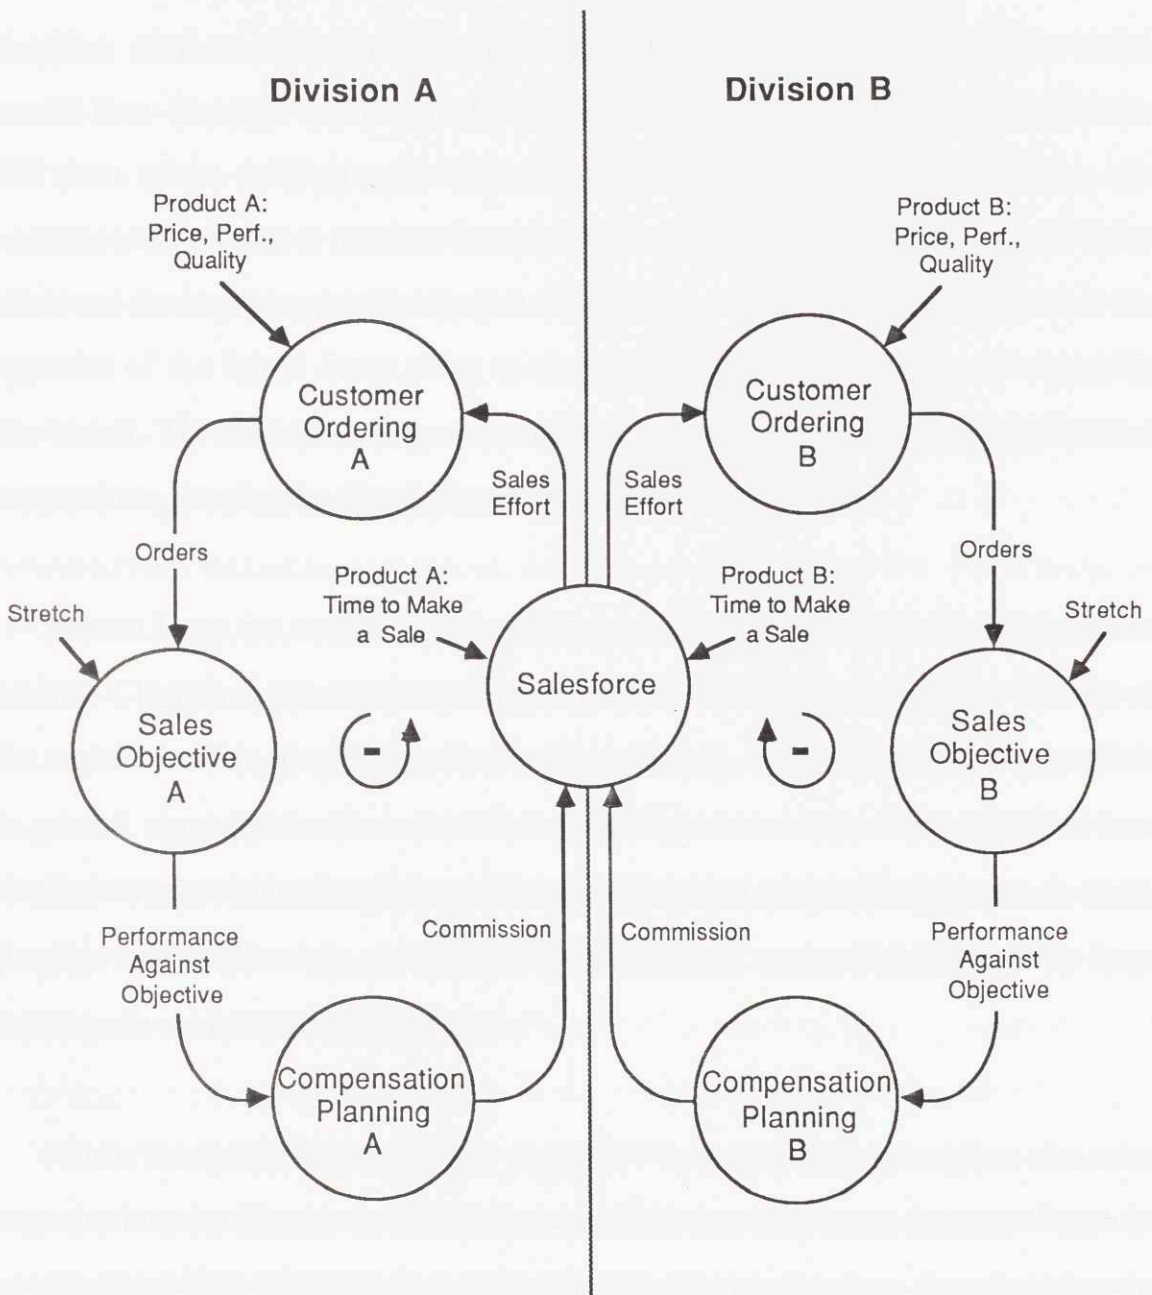 Division A
Division B
Product A:
Price, Perf.,
Quality
Product B:
Price, Perf.,
Quality
Customer
Ordering
A
Customer
Ordering
B
Sales
Effort
Sales
Effort
Orders
Orders
Product A:
Time to Make
a Sale
Product B:
Time to Make
a Sale
Stretch
Stretch
Salesforce
Sales
Objective
A
-
-
Sales
Objective
B
Performance
Against
Objective
Commission
Commission
Performance
Against
Objective
Compensation
Planning
A
Compensation
Planning
B